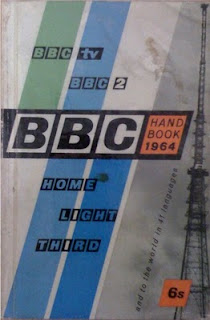 BBC tv
BBC 2
BBC HAND
BOOK
1964
HOME
LIGHT
THIRD
and to the world in 41 languages
6s